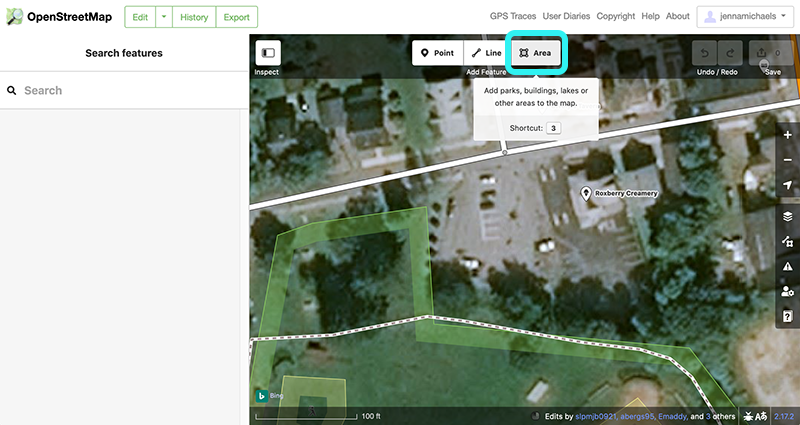 OpenStreetMap Edit History Export GPS Traces User Diaries Copyright Help About jennamichaels
Search features
Search
Inspect
Point Line Area
Add Feature
Undo / Redo
0
Save
Add parks, buildings, lakes or
other areas to the map.
Shortcut: 3
Roxberry Creamery
Bing
100 ft
Edits by slpmjb0921, abergs95, Emaddy, and 3 others
2.17.2